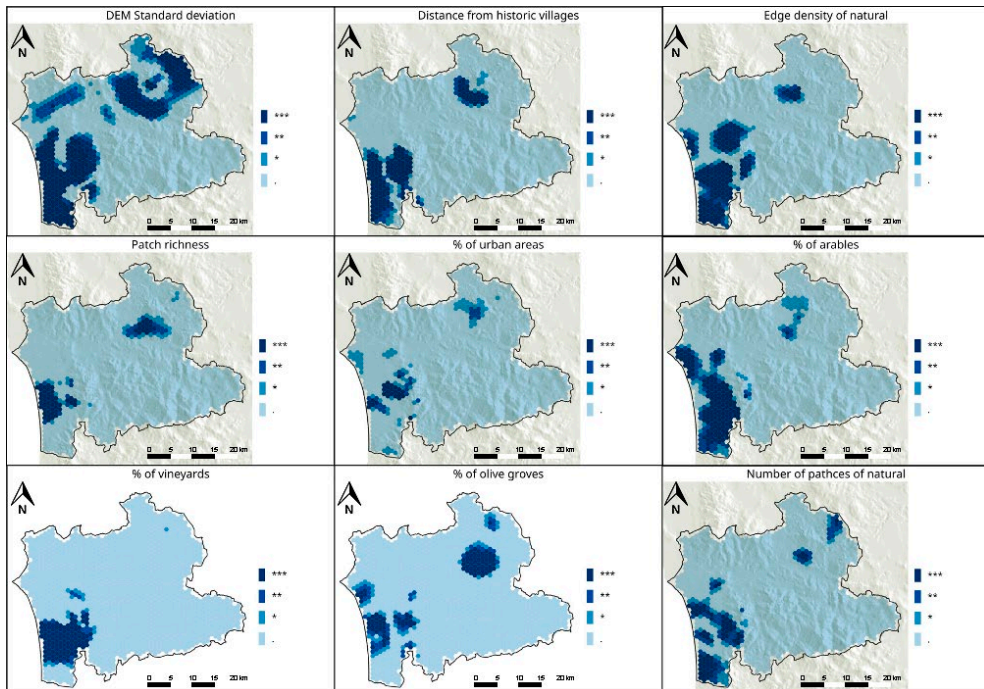 DEM Standard deviation
N
***
**
*
.
0 5 10 15 20 km
Distance from historic villages
N
***
**
*
.
0 5 10 15 20 km
Edge density of natural
N
***
**
*
.
0 5 10 15 20 km
Patch richness
N
***
**
*
.
0 5 10 15 20 km
% of urban areas
N
***
**
*
.
0 5 10 15 20 km
% of arables
N
***
**
*
.
0 5 10 15 20 km
% of vineyards
N
***
**
*
.
0 5 10 15 20 km
% of olive groves
N
***
**
*
.
0 5 10 15 20 km
Number of pathces of natural
N
***
**
*
.
0 5 10 15 20 km